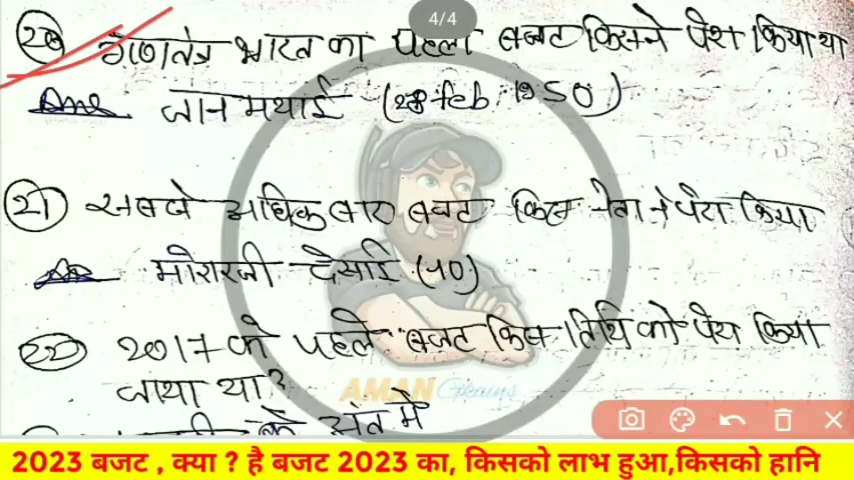 4/4
20 गणतंत्र भारत का पहला बजट किसने पेश किया था
Ans जान मथाई (28 feb, 1950)
21 सबसे अधिक बार बजट किस नेता ने पेश किया
Ans मोरारजी देसाई (10)
22 2017 के पहले बजट किस तिथि को पेश किया
जाथा था?
के अंत में
AMAN
2023 बजट , क्या ? है बजट 2023 का, किसको लाभ हुआ,किसको हानि